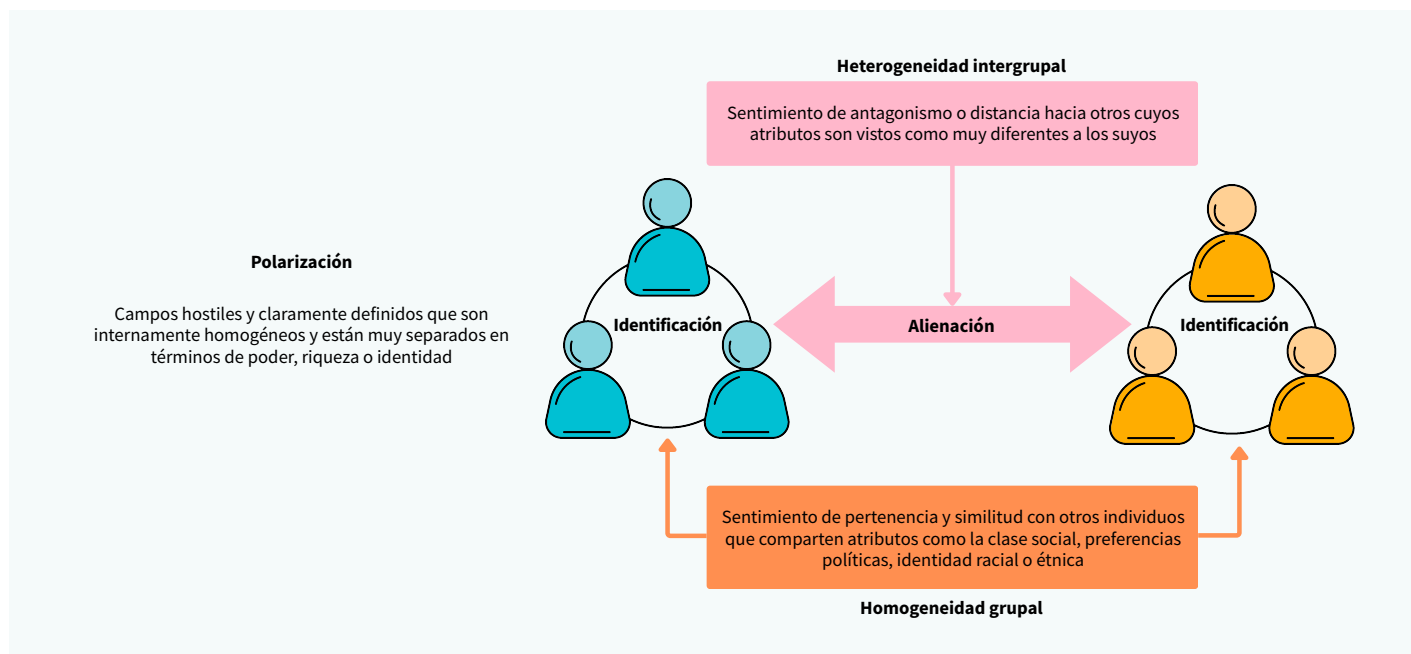 Polarización
Campos hostiles y claramente definidos que son
internamente homogéneos y están muy separados en
términos de poder, riqueza o identidad
Heterogeneidad intergrupal
Sentimiento de antagonismo o distancia hacia otros cuyos
atributos son vistos como muy diferentes a los suyos
Identificación
Alienación
Identificación
Sentimiento de pertenencia y similitud con otros individuos
que comparten atributos como la clase social, preferencias
políticas, identidad racial o étnica
Homogeneidad grupal